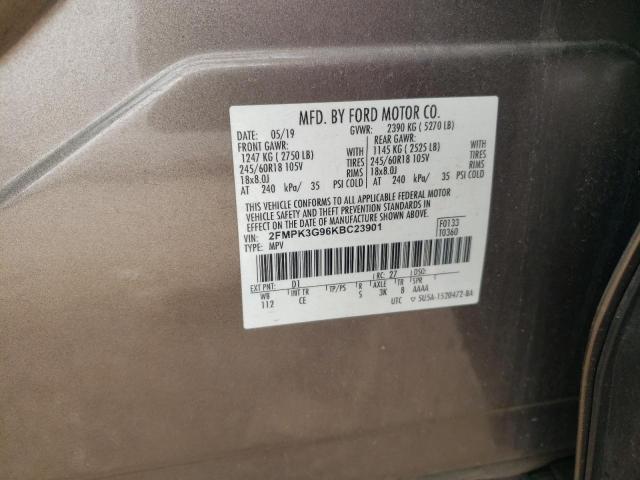 MFD. BY FORD MOTOR CO.
DATE: 05/19 GVWR: 2390 KG ( 5270 LB)
FRONT GAWR: REAR GAWR:
1247 KG ( 2750 LB) WITH 1145 KG ( 2525 LB) WITH
245/60R18 105V TIRES 245/60R18 105V TIRES
18x8.0J RIMS 18x8.0J RIMS
AT 240 kPa/ 35 PSI COLD AT 240 kPa/ 35 PSI COLD
THIS VEHICLE CONFORMS TO ALL APPLICABLE FEDERAL MOTOR
VEHICLE SAFETY AND THEFT PREVENTION STANDARDS IN
EFFECT ON THE DATE OF MANUFACTURE SHOWN ABOVE.
VIN: 2FMPK3G96KBC23901 F0133
TYPE: MPV T0360
EXT PNT: D1 RC: 27 DSO:
WB INT TR TP/PS R AXLE TR SPR
112 CE S 3K 8 AAAA
UTC SU5A-1520472-BA